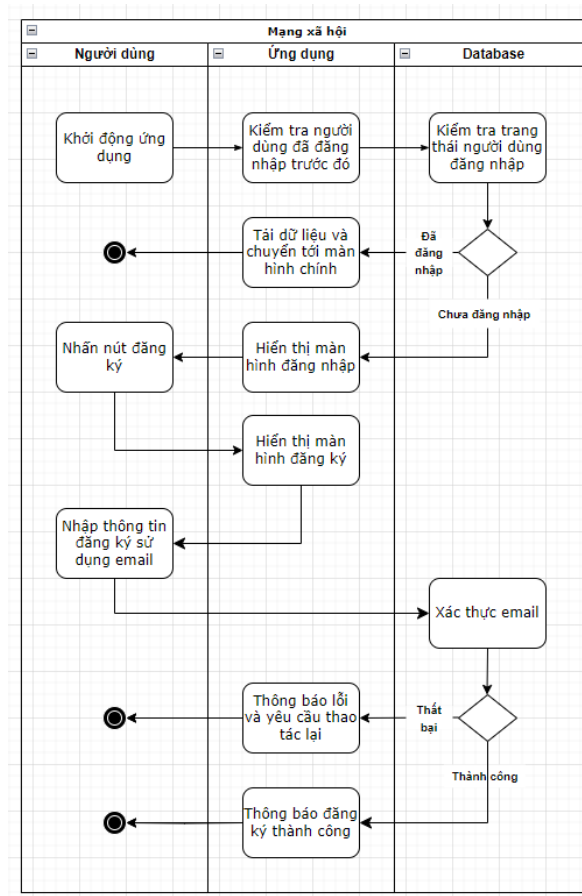 Mạng xã hội
Người dùng
Ứng dụng
Database
Khởi động ứng
dụng
Kiểm tra người
dùng đã đăng
nhập trước đó
Kiểm tra trang
thái người dùng
đăng nhập
Tải dữ liệu và
chuyển tới màn
hình chính
Đã
đăng
nhập
Chưa đăng nhập
Nhấn nút đăng
ký
Hiển thị màn
hình đăng nhập
Hiển thị màn
hình đăng ký
Nhập thông tin
đăng ký sử
dụng email
Xác thực email
Thông báo lỗi
và yêu cầu thao
tác lại
Thất
bại
Thành công
Thông báo đăng
ký thành công